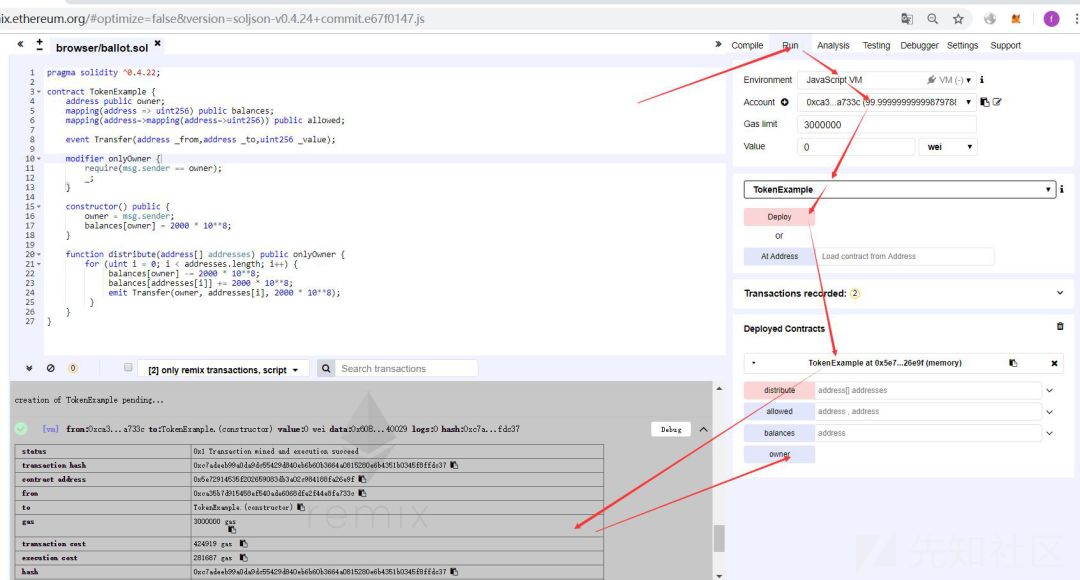 ix.ethereum.org/#optimize=false&version=soljson-v0.4.24+commit.e67f0147.js
browser/ballot.sol
Compile Run Analysis Testing Debugger Settings Support
1 pragma solidity ^0.4.22;
2
3 contract TokenExample {
4 address public owner;
5 mapping(address => uint256) public balances;
6 mapping(address=>mapping(address=>uint256)) public allowed;
7
8 event Transfer(address _from,address _to,uint256 _value);
9
10 modifier onlyOwner {
11 require(msg.sender == owner);
12 _;
13 }
14
15 constructor() public {
16 owner = msg.sender;
17 balances[owner] = 2000 * 10**8;
18 }
19
20 function distribute(address[] addresses) public onlyOwner {
21 for (uint i = 0; i < addresses.length; i++) {
22 balances[owner] -= 2000 * 10**8;
23 balances[addresses[i]] += 2000 * 10**8;
24 emit Transfer(owner, addresses[i], 2000 * 10**8);
25 }
26 }
27 }
Environment JavaScript VM VM (-) i
Account 0xca3...a733c (99.9999999999979788
Gas limit 3000000
Value 0 wei
TokenExample i
Deploy
or
At Address Load contract from Address
Transactions recorded: 2
Deployed Contracts
TokenExample at 0x5e7...26e9f (memory)
distribute address[] addresses
allowed address , address
balances address
owner
0 [2] only remix transactions, script Search transactions
creation of TokenExample pending...
[vm] from:0xca3...a733c to:TokenExample.(constructor) value:0 wei data:0x608...40029 logs:0 hash:0xc7a...fdc37 Debug
status 0x1 Transaction mined and execution succeed
transaction hash
contract address
from
to TokenExample.(constructor)
gas 3000000 gas
transaction cost 424919 gas
execution cost 281687 gas
hash
remix
先知社区